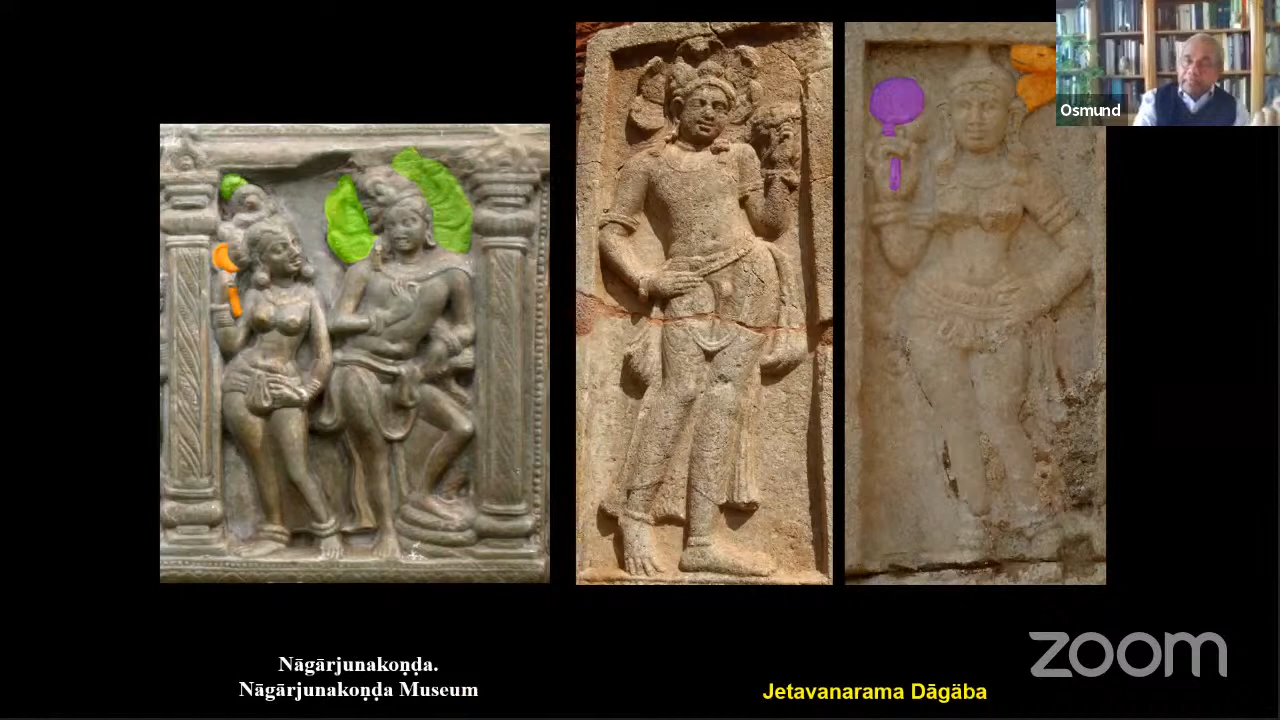 Osmund
Nāgārjunakoṇḍa.
Nāgārjunakoṇḍa Museum
zoom
Jetavanarama Dāgäba